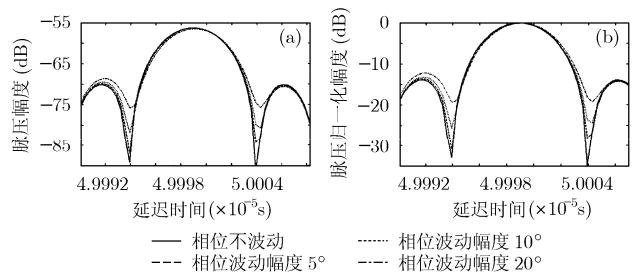 −55
−65
−75
−85
脉压幅度 (dB)
(a)
4.9992 4.9998 5.0004
延迟时间(×10⁻⁵s)
0
−10
−20
−30
脉压归一化幅度 (dB)
(b)
4.9992 4.9998 5.0004
延迟时间(×10⁻⁵s)
相位不波动
相位波动幅度 10°
相位波动幅度 5°
相位波动幅度 20°